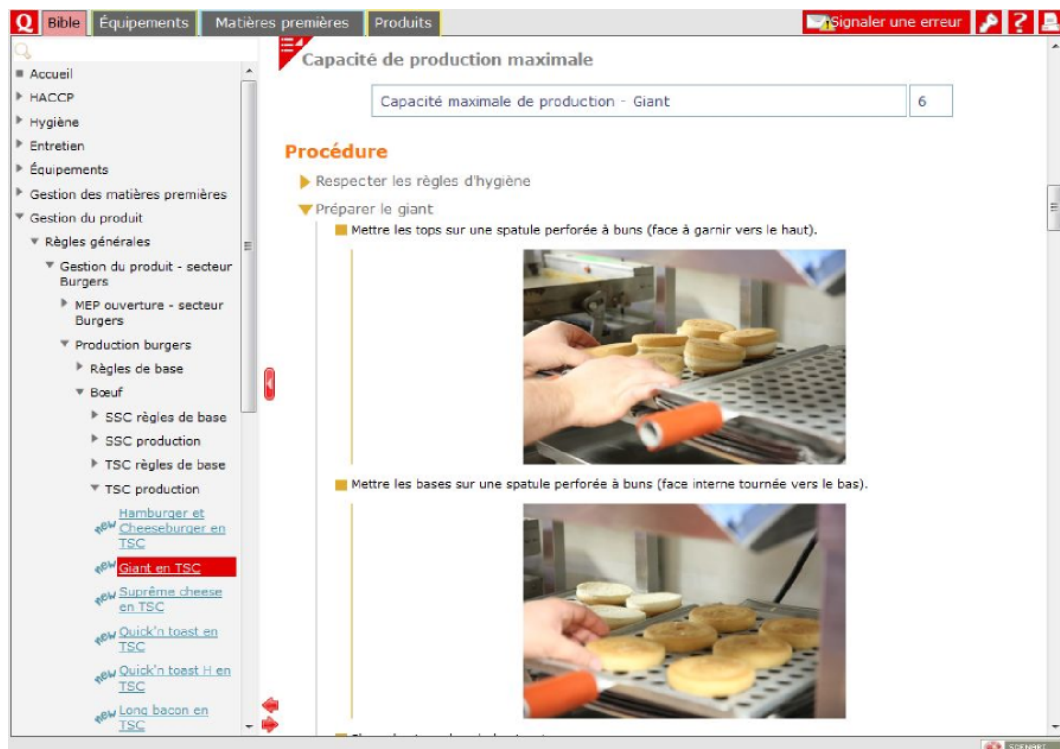 Q Bible Équipements Matières premières Produits Signaler une erreur ?
Accueil
HACCP
Hygiène
Entretien
Équipements
Gestion des matières premières
Gestion du produit
Règles générales
Gestion du produit - secteur
Burgers
MEP ouverture - secteur
Burgers
Production burgers
Règles de base
Bœuf
SSC règles de base
SSC production
TSC règles de base
TSC production
new Hamburger et
Cheeseburger en
TSC
new Giant en TSC
new Suprême cheese
en TSC
new Quick'n toast en
TSC
new Quick'n toast H en
TSC
new Long bacon en
TSC
Capacité de production maximale
Capacité maximale de production - Giant 6
Procédure
Respecter les règles d'hygiène
Préparer le giant
Mettre les tops sur une spatule perforée à buns (face à garnir vers le haut).
Mettre les bases sur une spatule perforée à buns (face interne tournée vers le bas).
SCENARI